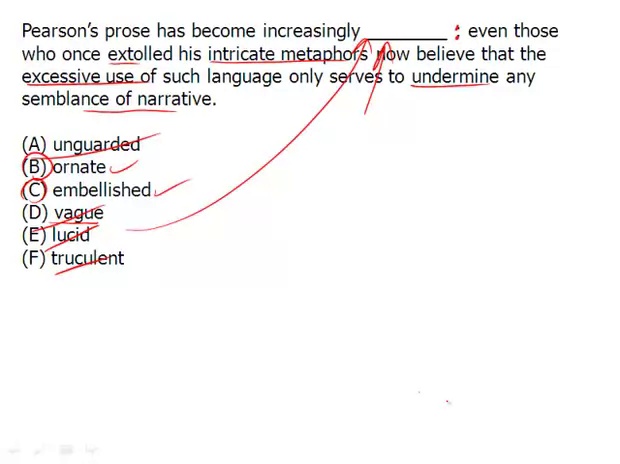 Pearson's prose has become increasingly ________ : even those
who once extolled his intricate metaphors now believe that the
excessive use of such language only serves to undermine any
semblance of narrative.
(A) unguarded
(B) ornate
(C) embellished
(D) vague
(E) lucid
(F) truculent